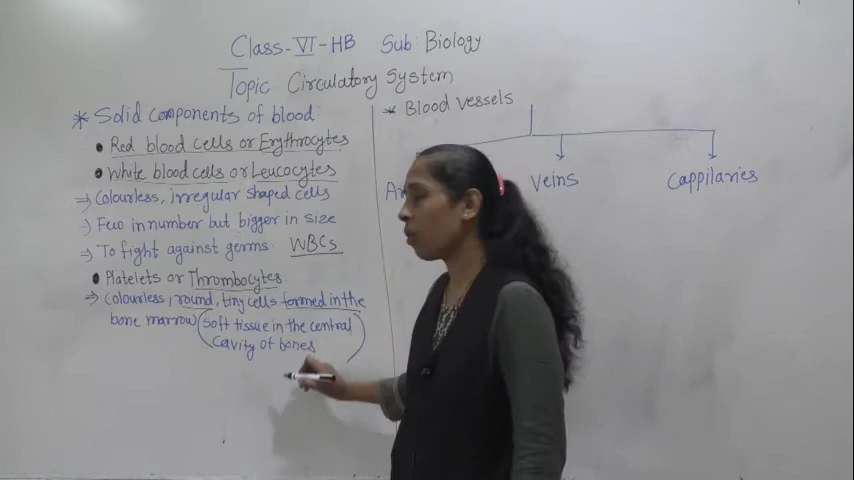 Class-VI-HB Sub: Biology
Topic Circulatory System
* Solid components of blood:
• Red blood cells or Erythrocytes
• White blood cells or Leucocytes
⇒ Colourless, irregular shaped cells
⇒ Few in number but bigger in size
⇒ To fight against germs. WBCs
• Platelets or Thrombocytes
⇒ Colourless, round, tiny cells formed in the
bone marrow (soft tissue in the central
cavity of bones)
* Blood vessels
Veins
Cappilaries